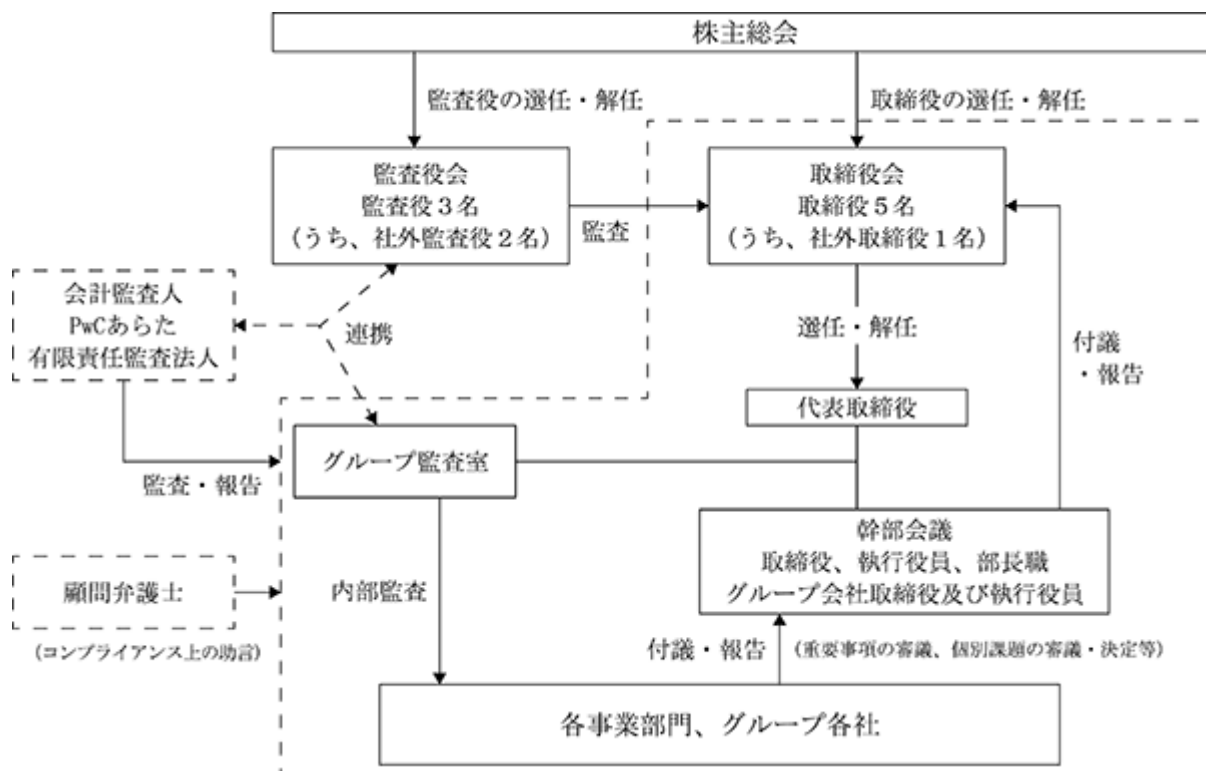 株主総会
監査役の選任・解任
取締役の選任・解任
監査役会
監査役3名
(うち、社外監査役2名)
監査
取締役会
取締役5名
(うち、社外取締役1名)
会計監査人
PwCあらた
有限責任監査法人
連携
選任・解任
付議
・報告
代表取締役
グループ監査室
監査・報告
幹部会議
取締役、執行役員、部長職
グループ会社取締役及び執行役員
顧問弁護士
(コンプライアンス上の助言)
内部監査
付議・報告
(重要事項の審議、個別課題の審議・決定等)
各事業部門、グループ各社